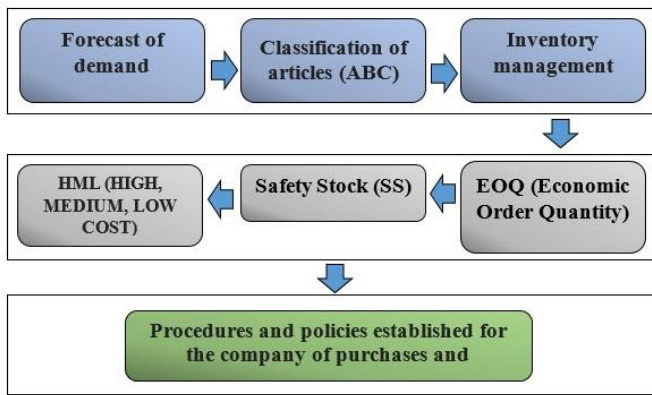 Forecast of
demand
Classification of
articles (ABC)
Inventory
management
HML (HIGH,
MEDIUM, LOW
COST)
Safety Stock (SS)
EOQ (Economic
Order Quantity)
Procedures and policies established for
the company of purchases and